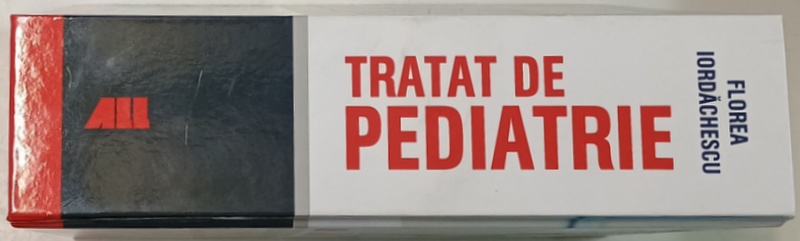 ALL
TRATAT DE
PEDIATRIE
FLOREA
IORDĂCHESCU